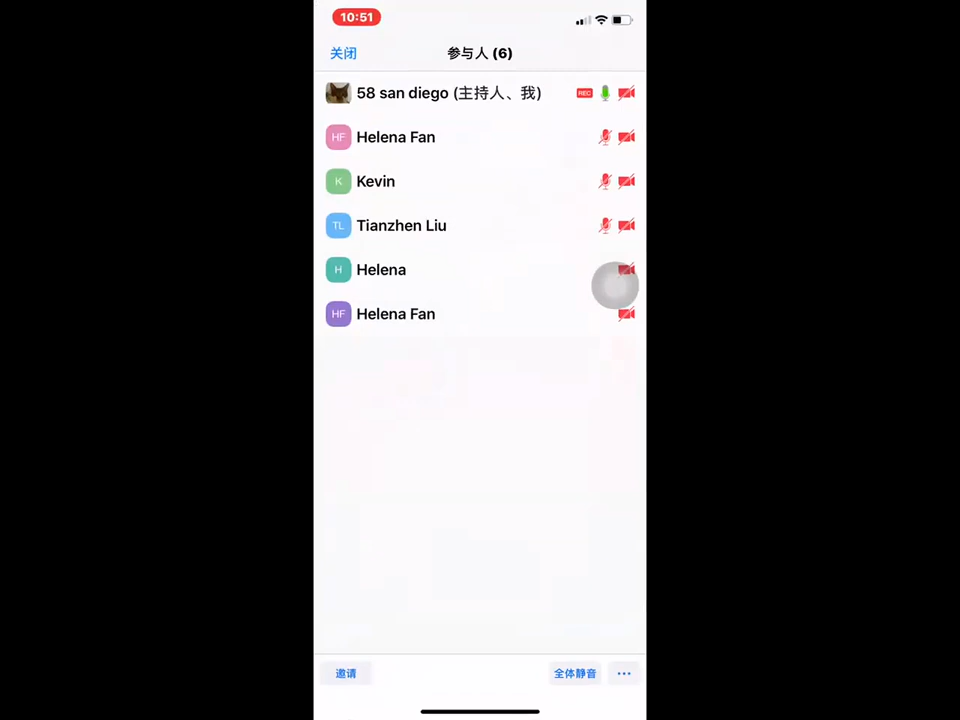 10:51
关闭
参与人 (6)
58 san diego (主持人、我)
REC
HF
Helena Fan
K
Kevin
TL
Tianzhen Liu
H
Helena
HF
Helena Fan
邀请
全体静音
...